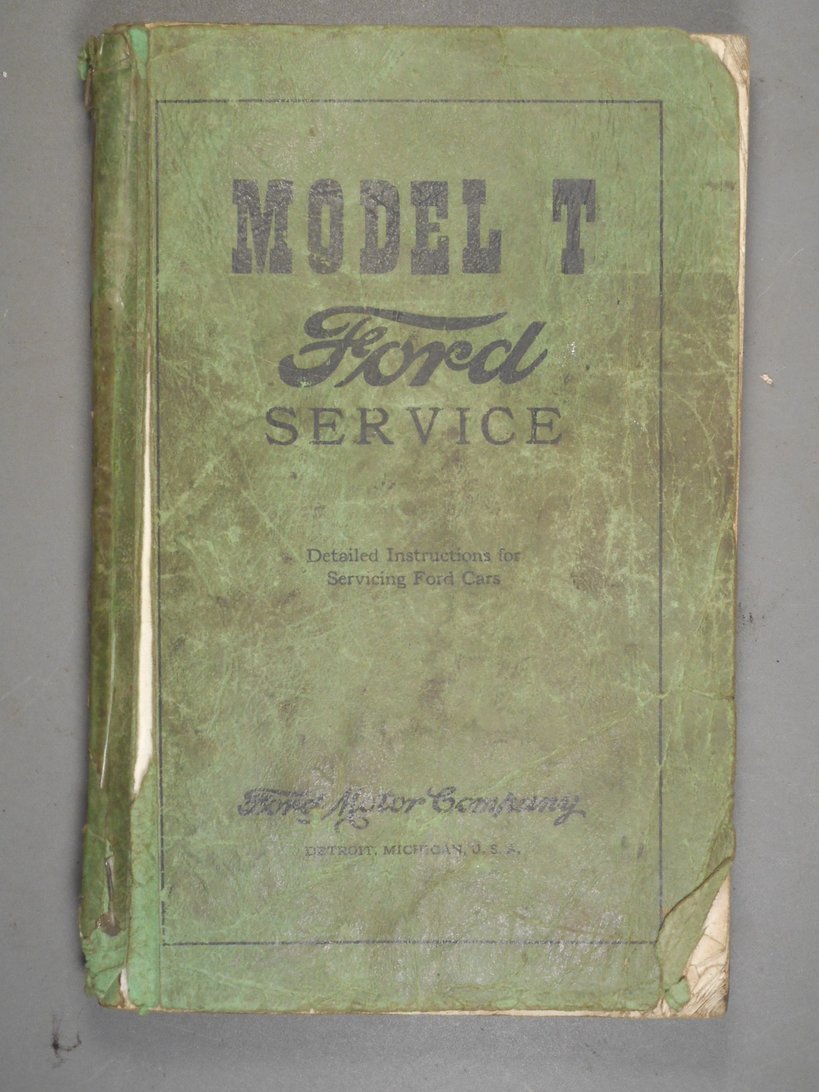 MODEL T
Ford
SERVICE
Detailed Instructions for
Servicing Ford Cars
Ford Motor Company
DETROIT, MICHIGAN, U. S. A.